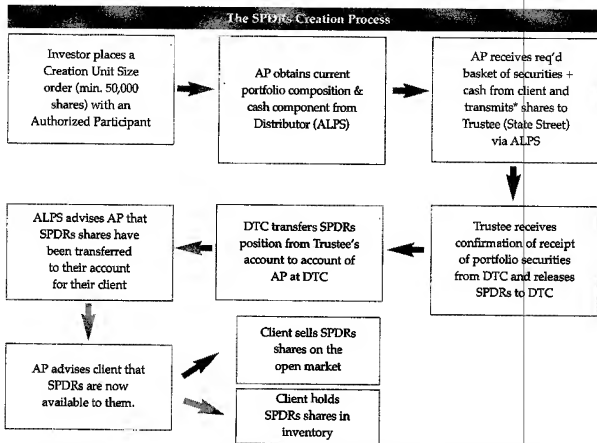 The SPDRs Creation Process
Investor places a
Creation Unit Size
order (min. 50,000
shares) with an
Authorized Participant
AP obtains current
portfolio composition &
cash component from
Distributor (ALPS)
AP receives req'd
basket of securities +
cash from client and
transmits* shares to
Trustee (State Street)
via ALPS
Trustee receives
confirmation of receipt
of portfolio securities
from DTC and releases
SPDRs to DTC
DTC transfers SPDRs
position from Trustee's
account to account of
AP at DTC
ALPS advises AP that
SPDRs shares have
been transferred
to their account
for their client
AP advises client that
SPDRs are now
available to them.
Client sells SPDRs
shares on the
open market
Client holds
SPDRs shares in
inventory